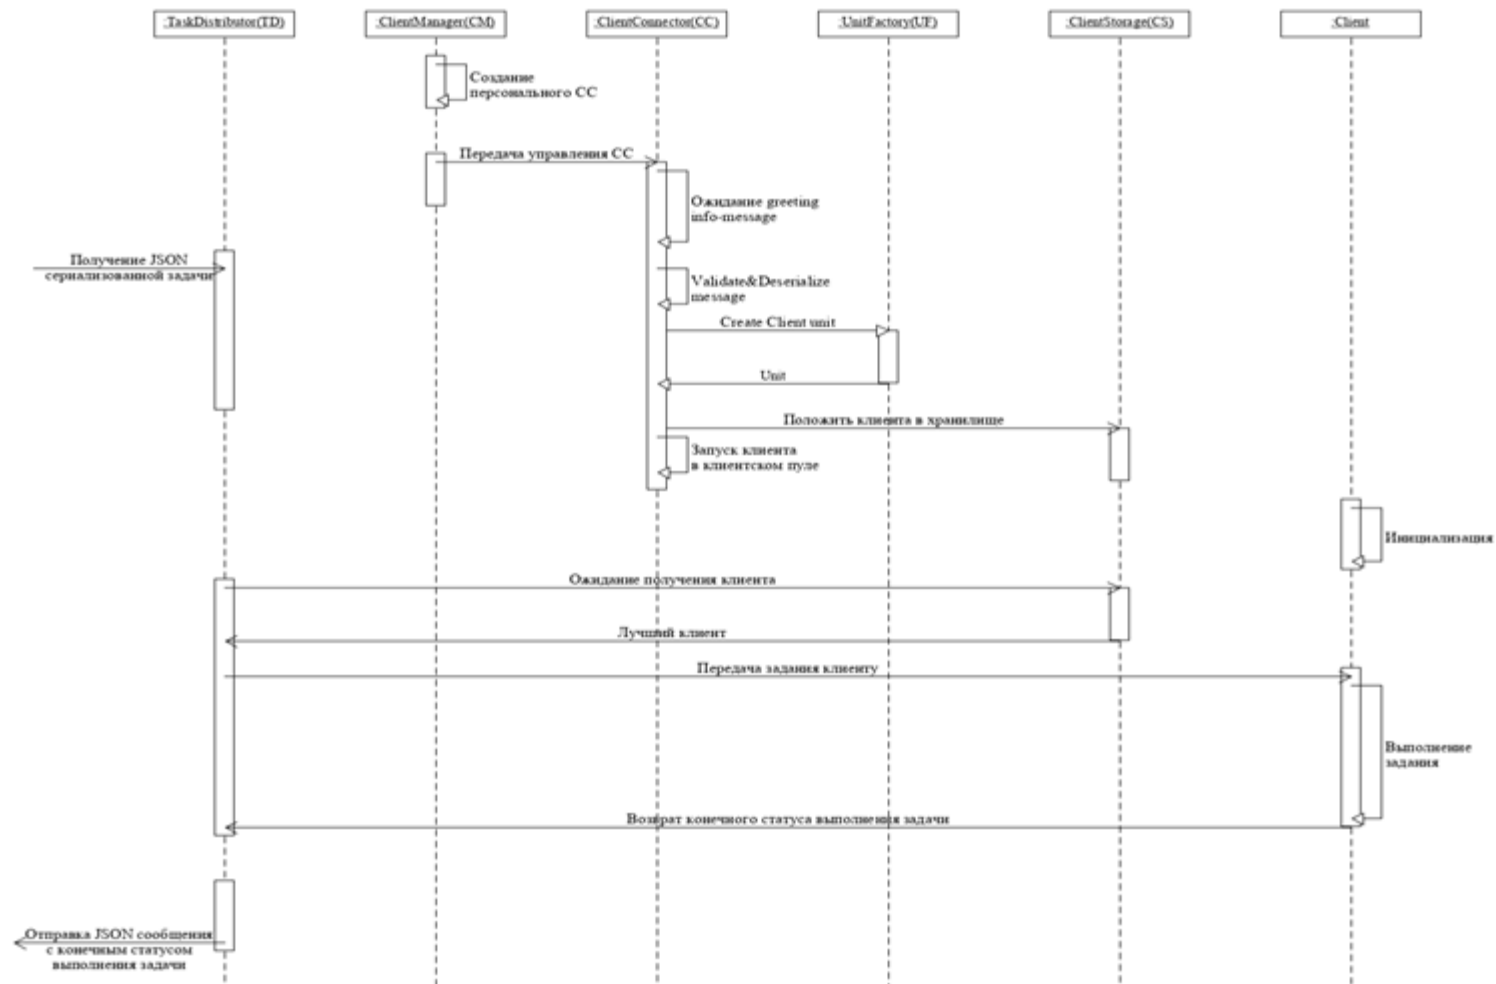 :TaskDistributor(TD)
:ClientManager(CM)
:ClientConnector(CC)
:UnitFactory(UF)
:ClientStorage(CS)
:Client
Создание
персонального CC
Передача управления CC
Ожидание greeting
info-message
Получение JSON
сериализованной задачи
Validate&Deserialize
message
Create Client unit
Unit
Положить клиента в хранилище
Запуск клиента
в клиентском пуле
Инициализация
Ожидание получения клиента
Лучший клиент
Передача задания клиенту
Выполнение
задания
Возврат конечного статуса выполнения задачи
Отправка JSON сообщения
с конечным статусом
выполнения задачи